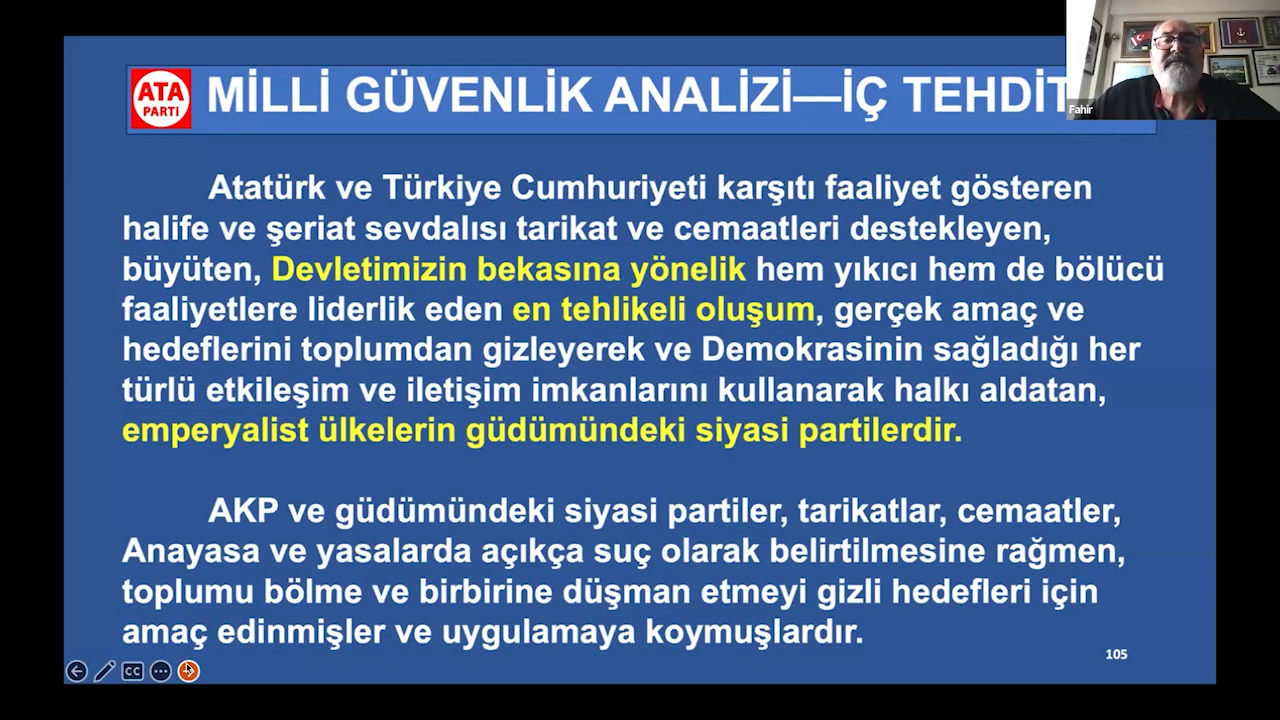 ATA
PARTİ
MİLLİ GÜVENLİK ANALİZİ—İÇ TEHDİT
Fahir
Atatürk ve Türkiye Cumhuriyeti karşıtı faaliyet gösteren
halife ve şeriat sevdalısı tarikat ve cemaatleri destekleyen,
büyüten, Devletimizin bekasına yönelik hem yıkıcı hem de bölücü
faaliyetlere liderlik eden en tehlikeli oluşum, gerçek amaç ve
hedeflerini toplumdan gizleyerek ve Demokrasinin sağladığı her
türlü etkileşim ve iletişim imkanlarını kullanarak halkı aldatan,
emperyalist ülkelerin güdümündeki siyasi partilerdir.
AKP ve güdümündeki siyasi partiler, tarikatlar, cemaatler,
Anayasa ve yasalarda açıkça suç olarak belirtilmesine rağmen,
toplumu bölme ve birbirine düşman etmeyi gizli hedefleri için
amaç edinmişler ve uygulamaya koymuşlardır.
105
CC